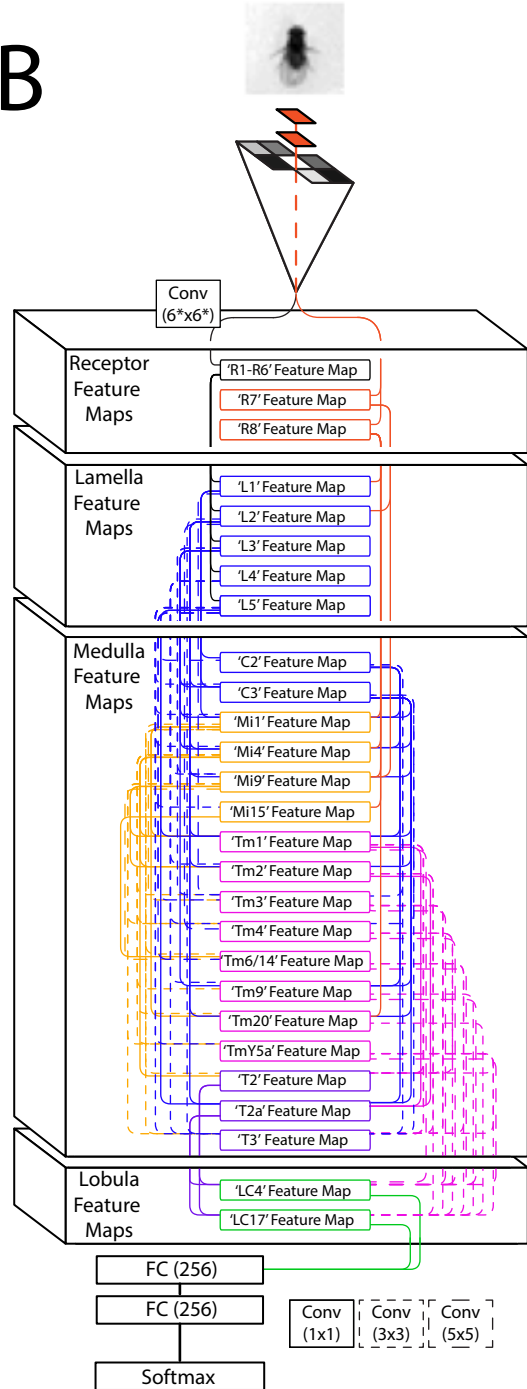 B
Conv
(6*x6*)
Receptor
Feature
Maps
‘R1-R6’ Feature Map
‘R7’ Feature Map
‘R8’ Feature Map
Lamella
Feature
Maps
‘L1’ Feature Map
‘L2’ Feature Map
‘L3’ Feature Map
‘L4’ Feature Map
‘L5’ Feature Map
Medulla
Feature
Maps
‘C2’ Feature Map
‘C3’ Feature Map
‘Mi1’ Feature Map
‘Mi4’ Feature Map
‘Mi9’ Feature Map
‘Mi15’ Feature Map
‘Tm1’ Feature Map
‘Tm2’ Feature Map
‘Tm3’ Feature Map
‘Tm4’ Feature Map
Tm6/14’ Feature Map
‘Tm9’ Feature Map
‘Tm20’ Feature Map
‘TmY5a’ Feature Map
‘T2’ Feature Map
‘T2a’ Feature Map
‘T3’ Feature Map
Lobula
Feature
Maps
‘LC4’ Feature Map
‘LC17’ Feature Map
FC (256)
FC (256)
Softmax
Conv
(1x1)
Conv
(3x3)
Conv
(5x5)